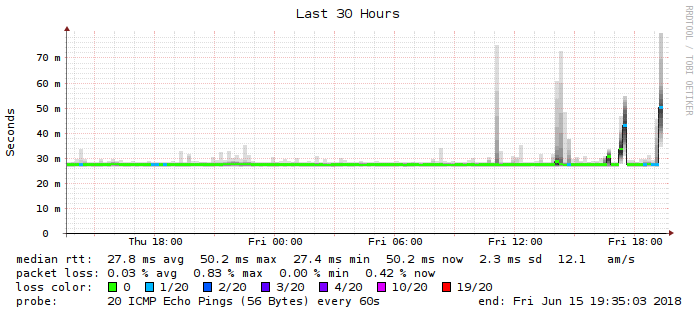 Last 30 Hours
RRDTOOL / TOBI OETIKER
Seconds
70 m
60 m
50 m
40 m
30 m
20 m
10 m
0
Thu 18:00 Fri 00:00 Fri 06:00 Fri 12:00 Fri 18:00
median rtt: 27.8 ms avg 50.2 ms max 27.4 ms min 50.2 ms now 2.3 ms sd 12.1 am/s
packet loss: 0.03 % avg 0.83 % max 0.00 % min 0.42 % now
loss color: 0 1/20 2/20 3/20 4/20 10/20 19/20
probe: 20 ICMP Echo Pings (56 Bytes) every 60s end: Fri Jun 15 19:35:03 2018